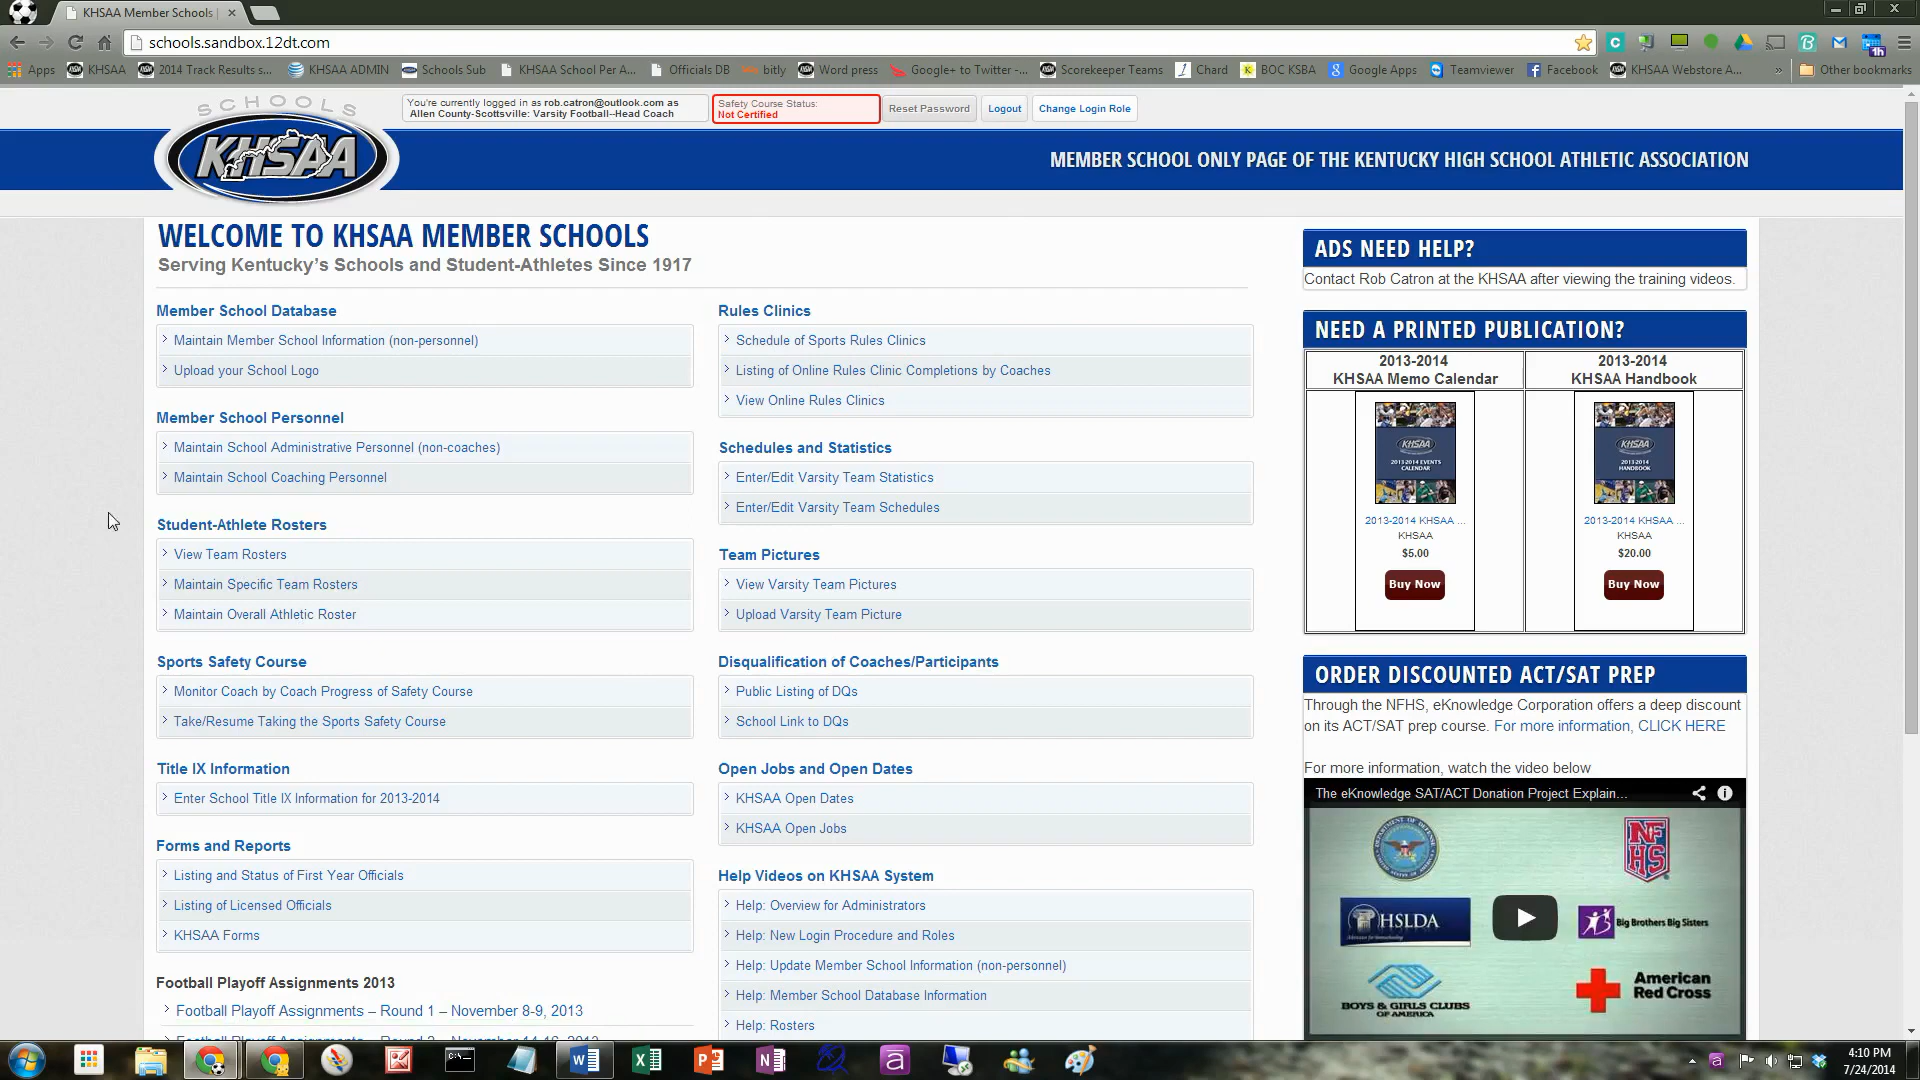 KHSAA Member Schools |
schools.sandbox.12dt.com
1h
Apps
KHSAA
2014 Track Results s...
KHSAA ADMIN
Schools Sub
KHSAA School Per A...
Officials DB
bitly
Word press
Google+ to Twitter -...
Scorekeeper Teams
Chard
BOC KSBA
Google Apps
Teamviewer
Facebook
KHSAA Webstore A...
»
Other bookmarks
SCHOOLS
KHSAA
You're currently logged in as rob.catron@outlook.com as
Allen County-Scottsville: Varsity Football--Head Coach
Safety Course Status:
Not Certified
Reset Password
Logout
Change Login Role
MEMBER SCHOOL ONLY PAGE OF THE KENTUCKY HIGH SCHOOL ATHLETIC ASSOCIATION
WELCOME TO KHSAA MEMBER SCHOOLS
Serving Kentucky's Schools and Student-Athletes Since 1917
Member School Database
Maintain Member School Information (non-personnel)
Upload your School Logo
Member School Personnel
Maintain School Administrative Personnel (non-coaches)
Maintain School Coaching Personnel
Student-Athlete Rosters
View Team Rosters
Maintain Specific Team Rosters
Maintain Overall Athletic Roster
Sports Safety Course
Monitor Coach by Coach Progress of Safety Course
Take/Resume Taking the Sports Safety Course
Title IX Information
Enter School Title IX Information for 2013-2014
Forms and Reports
Listing and Status of First Year Officials
Listing of Licensed Officials
KHSAA Forms
Football Playoff Assignments 2013
Football Playoff Assignments – Round 1 – November 8-9, 2013
Rules Clinics
Schedule of Sports Rules Clinics
Listing of Online Rules Clinic Completions by Coaches
View Online Rules Clinics
Schedules and Statistics
Enter/Edit Varsity Team Statistics
Enter/Edit Varsity Team Schedules
Team Pictures
View Varsity Team Pictures
Upload Varsity Team Picture
Disqualification of Coaches/Participants
Public Listing of DQs
School Link to DQs
Open Jobs and Open Dates
KHSAA Open Dates
KHSAA Open Jobs
Help Videos on KHSAA System
Help: Overview for Administrators
Help: New Login Procedure and Roles
Help: Update Member School Information (non-personnel)
Help: Member School Database Information
Help: Rosters
ADS NEED HELP?
Contact Rob Catron at the KHSAA after viewing the training videos.
NEED A PRINTED PUBLICATION?
2013-2014
KHSAA Memo Calendar
KHSAA
2013-2014 EVENTS
CALENDAR
2013-2014 KHSAA ...
KHSAA
$5.00
Buy Now
2013-2014
KHSAA Handbook
KHSAA
2013-2014
HANDBOOK
2013-2014 KHSAA ...
KHSAA
$20.00
Buy Now
ORDER DISCOUNTED ACT/SAT PREP
Through the NFHS, eKnowledge Corporation offers a deep discount
on its ACT/SAT prep course. For more information, CLICK HERE
For more information, watch the video below
The eKnowledge SAT/ACT Donation Project Explain...
NFHS
HSLDA
Big Brothers Big Sisters
BOYS & GIRLS CLUBS
OF AMERICA
American
Red Cross
4:10 PM
7/24/2014